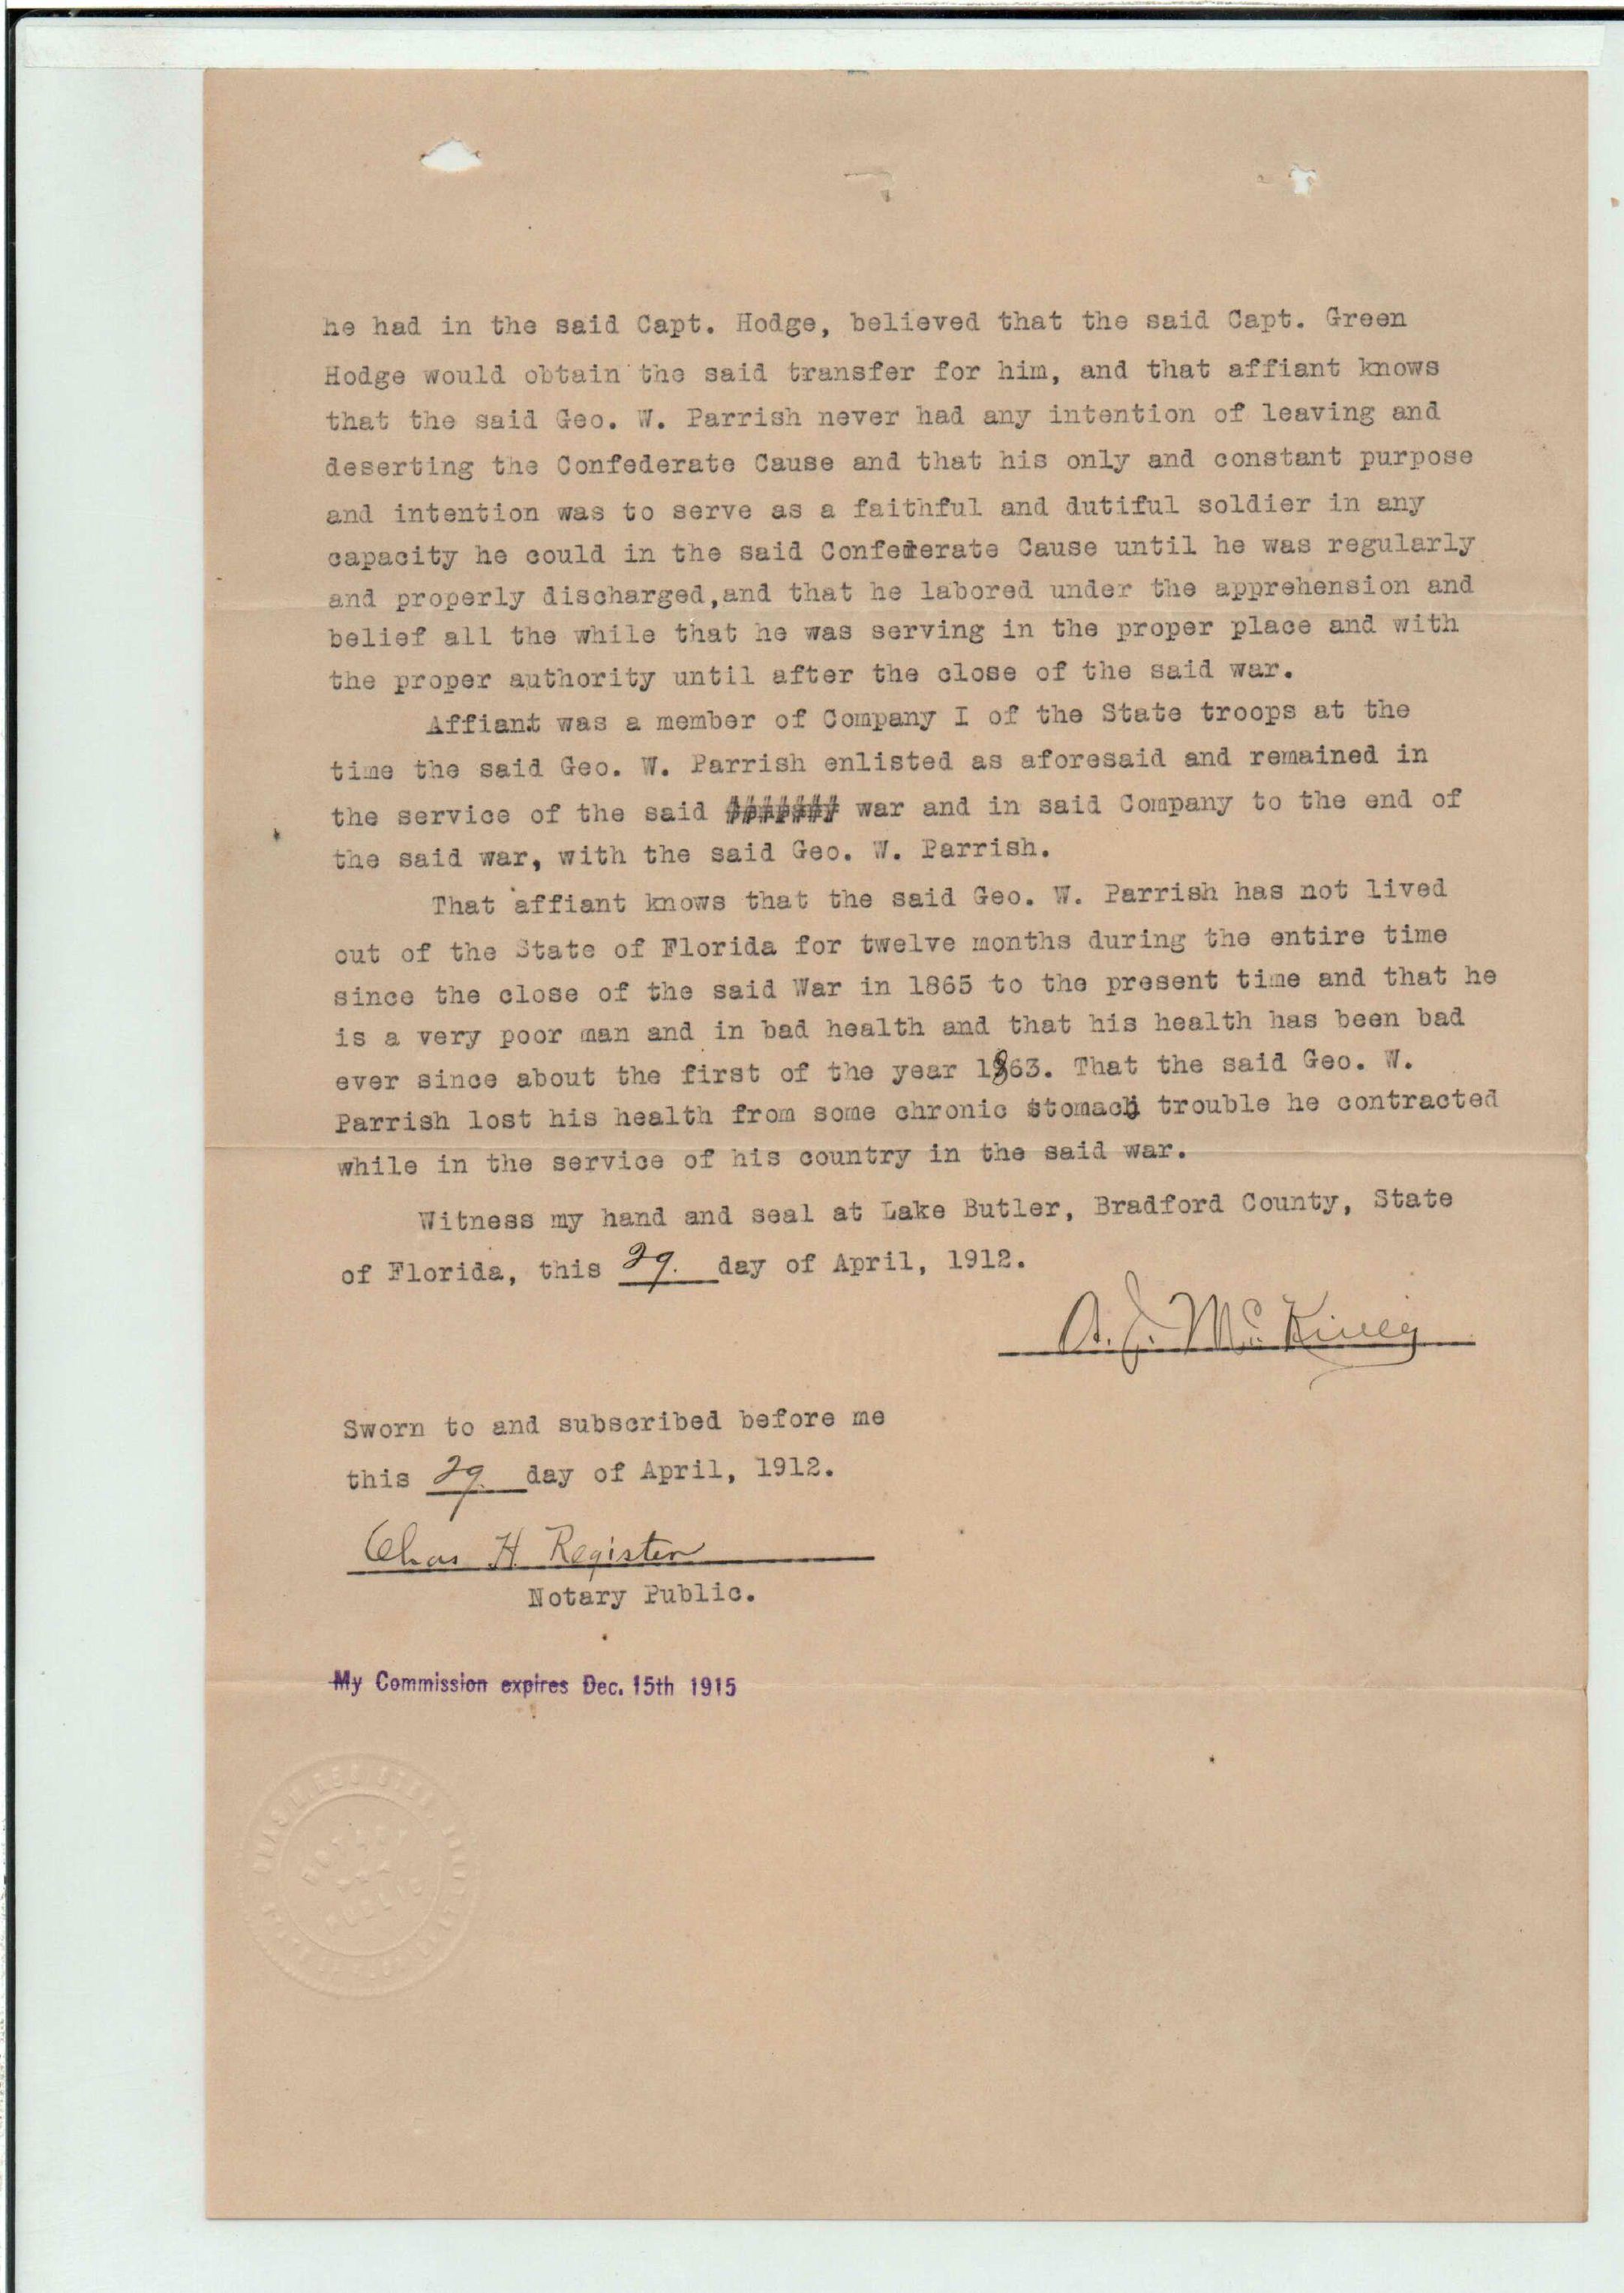 he had in the said Capt. Hodge, believed that the said Capt. Green
Hodge would obtain the said transfer for him, and that affiant knows
that the said Geo. W. Parrish never had any intention of leaving and
deserting the Confederate Cause and that his only and constant purpose
and intention was to serve as a faithful and dutiful soldier in any
capacity he could in the said Confederate Cause until he was regularly
and properly discharged,and that he labored under the apprehension and
belief all the while that he was serving in the proper place and with
the proper authority until after the close of the said war.
Affiant was a member of Company I of the State troops at the
time the said Geo. W. Parrish enlisted as aforesaid and remained in
the service of the said war and in said Company to the end of
the said war, with the said Geo. W. Parrish.
That affiant knows that the said Geo. W. Parrish has not lived
out of the State of Florida for twelve months during the entire time
since the close of the said War in 1865 to the present time and that he
is a very poor man and in bad health and that his health has been bad
ever since about the first of the year 1863. That the said Geo. W.
Parrish lost his health from some chronic stomach trouble he contracted
while in the service of his country in the said war.
Witness my hand and seal at Lake Butler, Bradford County, State
of Florida, this 29. day of April, 1912.
A. J. McKiney
Sworn to and subscribed before me
this 29. day of April, 1912.
Chas H Register
Notary Public.
My Commission expires Dec. 15th 1915
NOTARY
PUBLIC